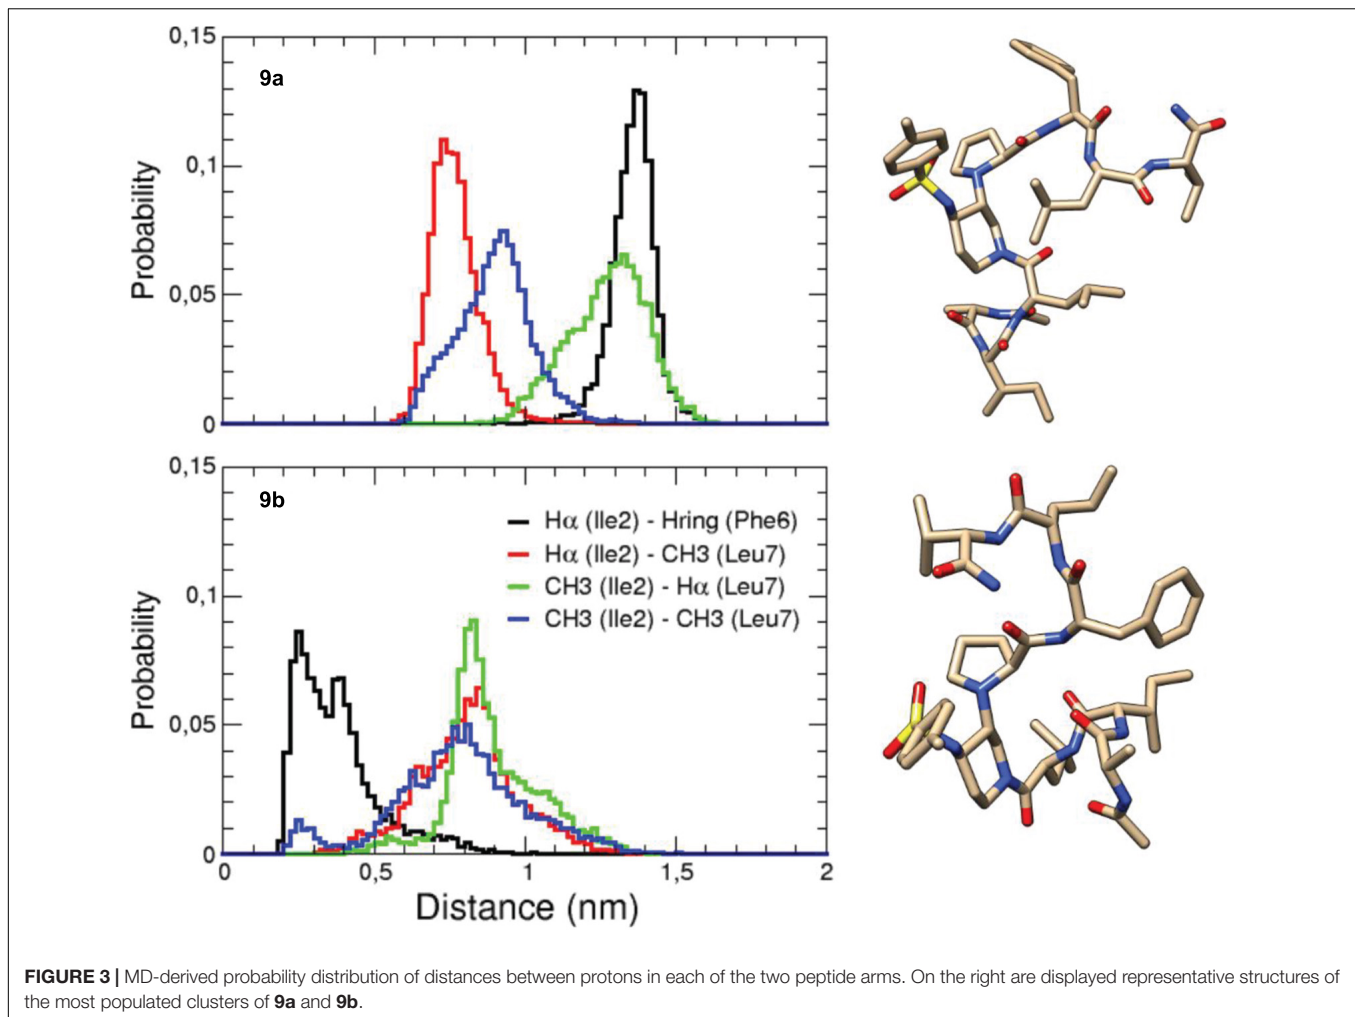 0,15
9a
0,1
Probability
0,05
0
0,15
9b
Hα (Ile2) - Hring (Phe6)
Hα (Ile2) - CH3 (Leu7)
CH3 (Ile2) - Hα (Leu7)
CH3 (Ile2) - CH3 (Leu7)
0,1
Probability
0,05
0
0 0,5 1 1,5 2
Distance (nm)
FIGURE 3 | MD-derived probability distribution of distances between protons in each of the two peptide arms. On the right are displayed representative structures of
the most populated clusters of 9a and 9b.